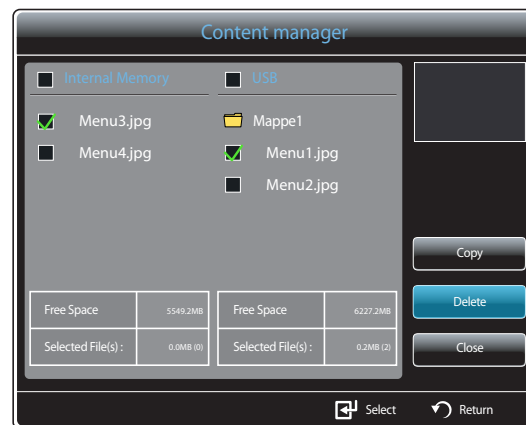 Content manager
Internal Memory USB
Menu3.jpg Mappe1
Menu4.jpg Menu1.jpg
Menu2.jpg
Copy
Free Space 5549.2MB Free Space 6227.2MB Delete
Selected File(s) : 0.0MB (0) Selected File(s) : 0.2MB (2) Close
Select Return